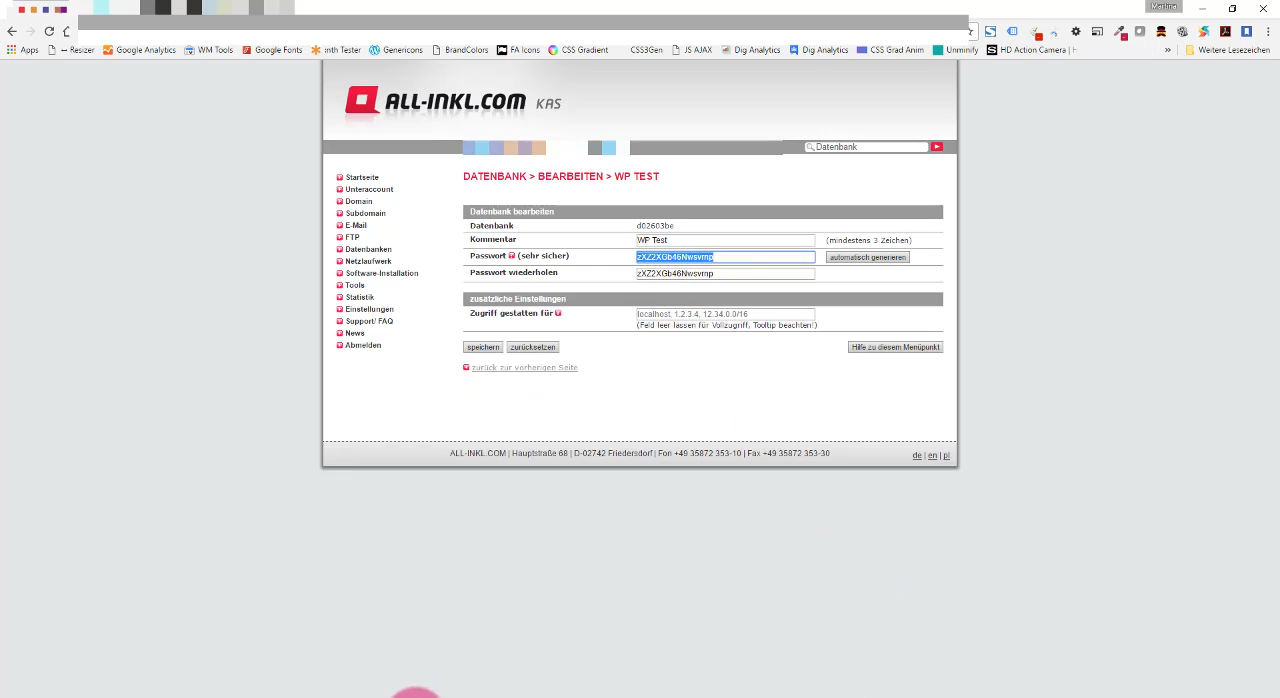 Martina
Apps
Resizer
Google Analytics
WM Tools
Google Fonts
:nth Tester
Genericons
BrandColors
FA Icons
CSS Gradient
CSS3Gen
JS AJAX
Dig Analytics
Dig Analytics
CSS Grad Anim
Unminify
HD Action Camera |
»
Weitere Lesezeichen
ALL-INKL.COM KAS
Datenbank
Startseite
Unteraccount
Domain
Subdomain
E-Mail
FTP
Datenbanken
Netzlaufwerk
Software-Installation
Tools
Statistik
Einstellungen
Support/ FAQ
News
Abmelden
DATENBANK > BEARBEITEN > WP TEST
Datenbank bearbeiten
Datenbank d02603be
Kommentar WP Test (mindestens 3 Zeichen)
Passwort (sehr sicher) zXZ2XGb46Nwsvrnp automatisch generieren
Passwort wiederholen zXZ2XGb46Nwsvrnp
zusätzliche Einstellungen
Zugriff gestatten für localhost, 1.2.3.4, 12.34.0.0/16
(Feld leer lassen für Vollzugriff, Tooltip beachten!)
speichern zurücksetzen Hilfe zu diesem Menüpunkt
zurück zur vorherigen Seite
ALL-INKL.COM | Hauptstraße 68 | D-02742 Friedersdorf | Fon +49 35872 353-10 | Fax +49 35872 353-30
de | en | pl